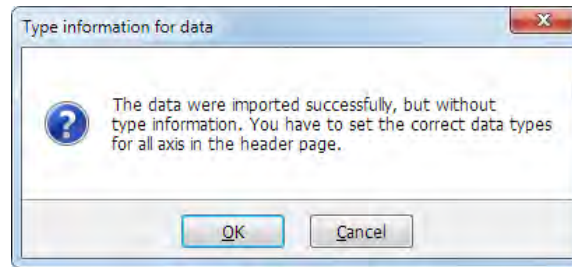 Type information for data
The data were imported successfully, but without
type information. You have to set the correct data types
for all axis in the header page.
OK
Cancel